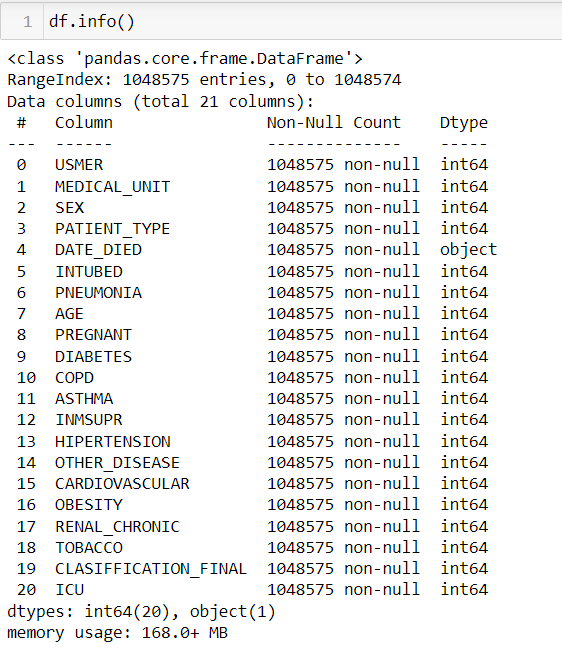 1 df.info()
<class 'pandas.core.frame.DataFrame'>
RangeIndex: 1048575 entries, 0 to 1048574
Data columns (total 21 columns):
 #   Column                Non-Null Count    Dtype
---  ------                --------------    -----
 0   USMER                 1048575 non-null  int64
 1   MEDICAL_UNIT          1048575 non-null  int64
 2   SEX                   1048575 non-null  int64
 3   PATIENT_TYPE          1048575 non-null  int64
 4   DATE_DIED             1048575 non-null  object
 5   INTUBED               1048575 non-null  int64
 6   PNEUMONIA             1048575 non-null  int64
 7   AGE                   1048575 non-null  int64
 8   PREGNANT              1048575 non-null  int64
 9   DIABETES              1048575 non-null  int64
 10  COPD                  1048575 non-null  int64
 11  ASTHMA                1048575 non-null  int64
 12  INMSUPR               1048575 non-null  int64
 13  HIPERTENSION          1048575 non-null  int64
 14  OTHER_DISEASE         1048575 non-null  int64
 15  CARDIOVASCULAR        1048575 non-null  int64
 16  OBESITY               1048575 non-null  int64
 17  RENAL_CHRONIC         1048575 non-null  int64
 18  TOBACCO               1048575 non-null  int64
 19  CLASIFFICATION_FINAL  1048575 non-null  int64
 20  ICU                   1048575 non-null  int64
dtypes: int64(20), object(1)
memory usage: 168.0+ MB